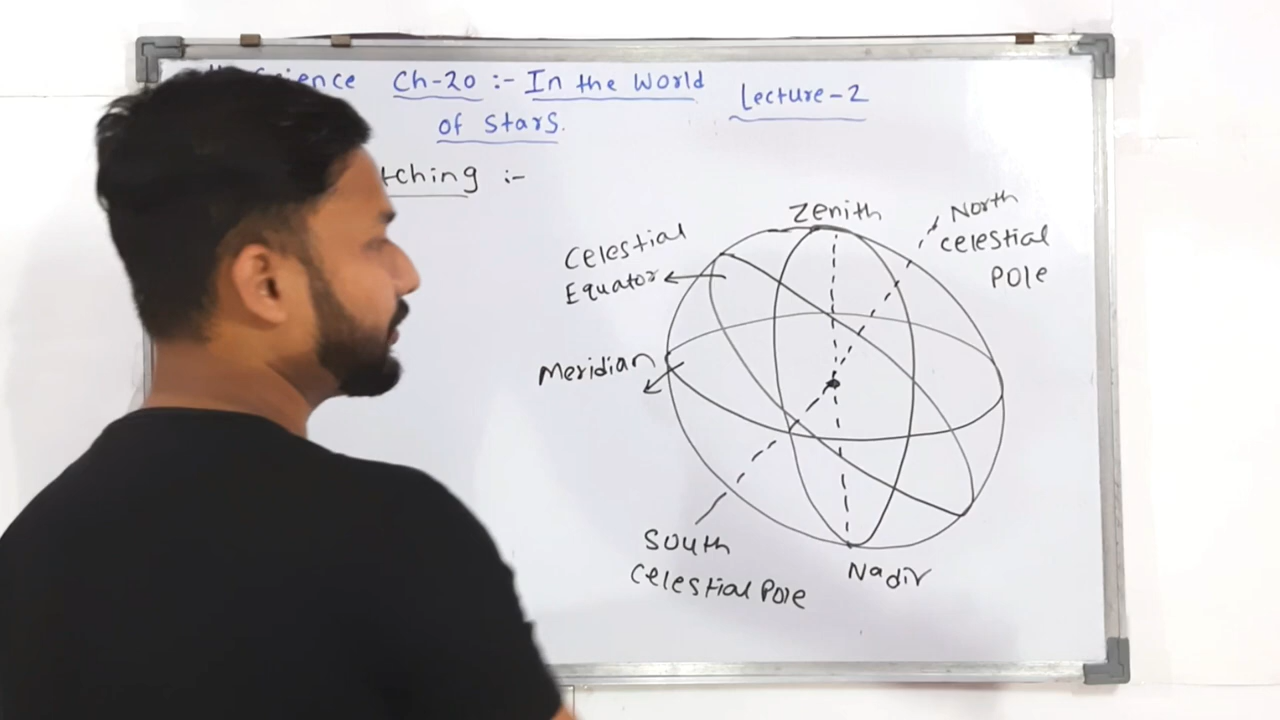 Ch-20 :- In the World
of Stars.
Lecture-2
:-
Zenith
North
Celestial
Pole
Celestial
Equator
Meridian
South
Celestial Pole
Nadir